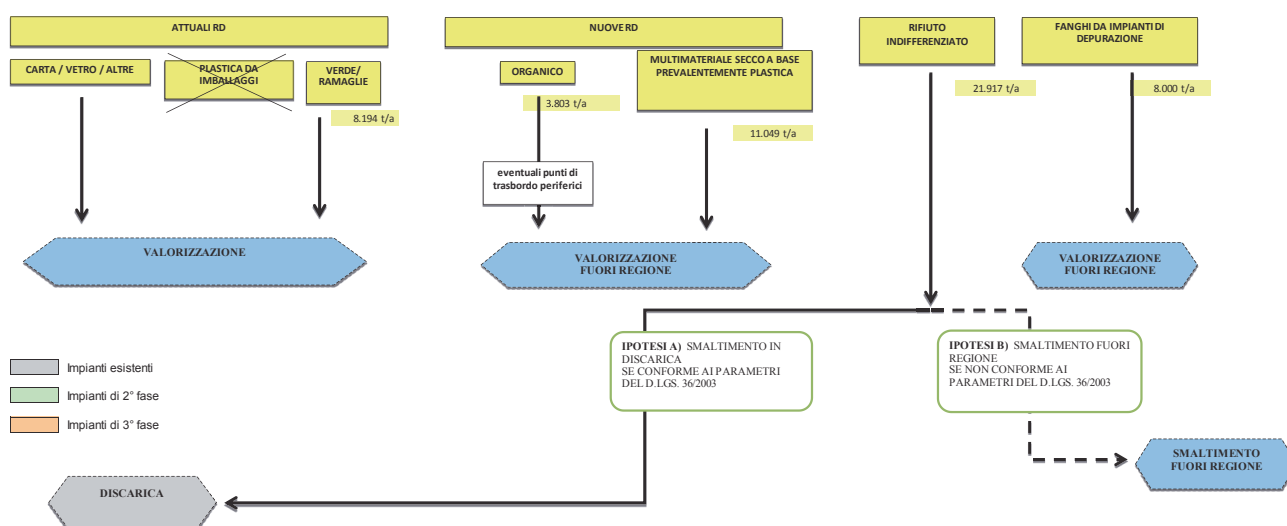 ATTUALI RD
CARTA / VETRO / ALTRE
PLASTICA DA
IMBALLAGGI
VERDE/
RAMAGLIE
8.194 t/a
NUOVE RD
ORGANICO
3.803 t/a
MULTIMATERIALE SECCO A BASE
PREVALENTEMENTE PLASTICA
11.049 t/a
eventuali punti di
trasbordo periferici
RIFIUTO
INDIFFERENZIATO
21.917 t/a
FANGHI DA IMPIANTI DI
DEPURAZIONE
8.000 t/a
VALORIZZAZIONE
VALORIZZAZIONE
FUORI REGIONE
VALORIZZAZIONE
FUORI REGIONE
IPOTESI A) SMALTIMENTO IN
DISCARICA
SE CONFORME AI PARAMETRI
DEL D.LGS. 36/2003
IPOTESI B) SMALTIMENTO FUORI
REGIONE
SE NON CONFORME AI
PARAMETRI DEL D.LGS. 36/2003
Impianti esistenti
Impianti di 2° fase
Impianti di 3° fase
SMALTIMENTO
FUORI REGIONE
DISCARICA